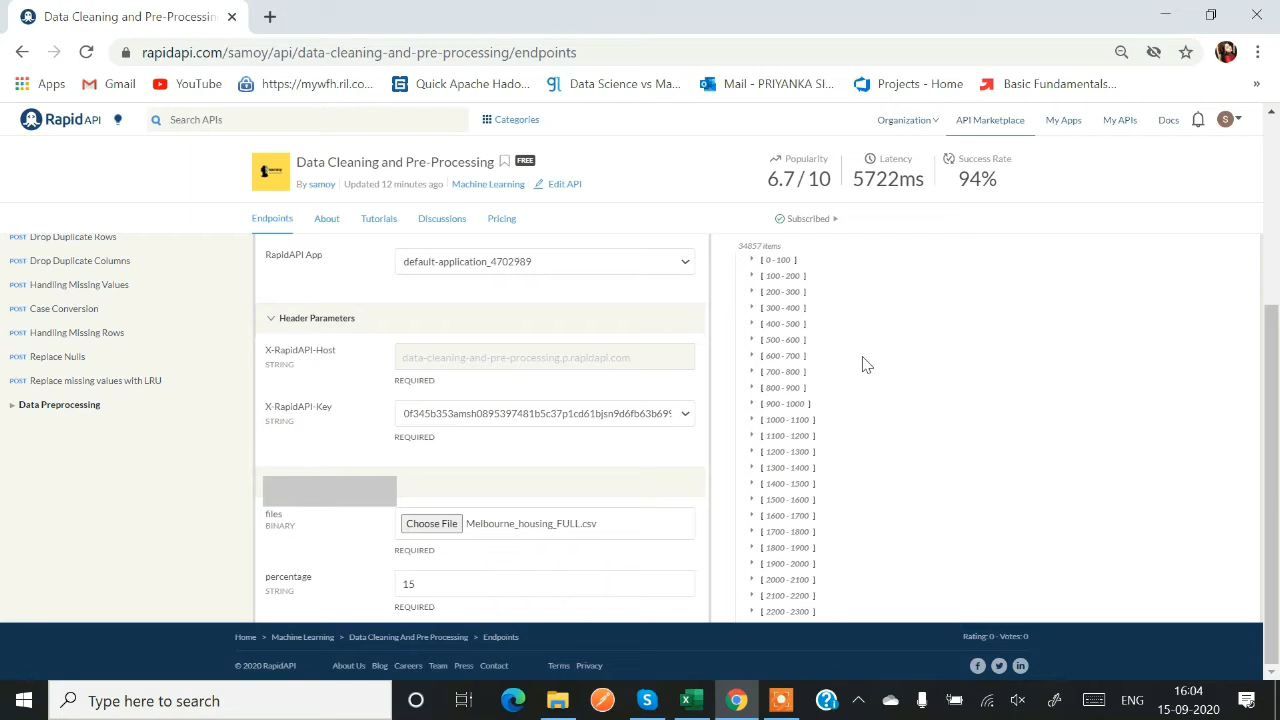 Data Cleaning and Pre-Processing
rapidapi.com/samoy/api/data-cleaning-and-pre-processing/endpoints
Apps
Gmail
YouTube
https://mywfh.ril.co...
Quick Apache Hado...
Data Science vs Ma...
Mail - PRIYANKA SI...
Projects - Home
Basic Fundamentals...
»
Rapid API
Search APIs
Categories
Organization
API Marketplace
My Apps
My APIs
Docs
S
Data Cleaning and Pre-Processing FREE
By samoy Updated 12 minutes ago Machine Learning Edit API
Popularity
6.7 / 10
Latency
5722ms
Success Rate
94%
Endpoints
About
Tutorials
Discussions
Pricing
Subscribed
POST Drop Duplicate Rows
POST Drop Duplicate Columns
POST Handling Missing Values
POST Case Conversion
POST Handling Missing Rows
POST Replace Nulls
POST Replace missing values with LRU
Data Preprocessing
RapidAPI App
default-application_4702989
Header Parameters
X-RapidAPI-Host
STRING
data-cleaning-and-pre-processing.p.rapidapi.com
REQUIRED
X-RapidAPI-Key
STRING
REQUIRED
files
BINARY
Choose File Melbourne_housing_FULL.csv
REQUIRED
percentage
STRING
15
REQUIRED
34857 items
[ 0 - 100 ]
[ 100 - 200 ]
[ 200 - 300 ]
[ 300 - 400 ]
[ 400 - 500 ]
[ 500 - 600 ]
[ 600 - 700 ]
[ 700 - 800 ]
[ 800 - 900 ]
[ 900 - 1000 ]
[ 1000 - 1100 ]
[ 1100 - 1200 ]
[ 1200 - 1300 ]
[ 1300 - 1400 ]
[ 1400 - 1500 ]
[ 1500 - 1600 ]
[ 1600 - 1700 ]
[ 1700 - 1800 ]
[ 1800 - 1900 ]
[ 1900 - 2000 ]
[ 2000 - 2100 ]
[ 2100 - 2200 ]
[ 2200 - 2300 ]
Home > Machine Learning > Data Cleaning And Pre Processing > Endpoints
Rating: 0 - Votes: 0
© 2020 RapidAPI
About Us Blog Careers Team Press Contact
Terms Privacy
Type here to search
ENG
16:04
15-09-2020